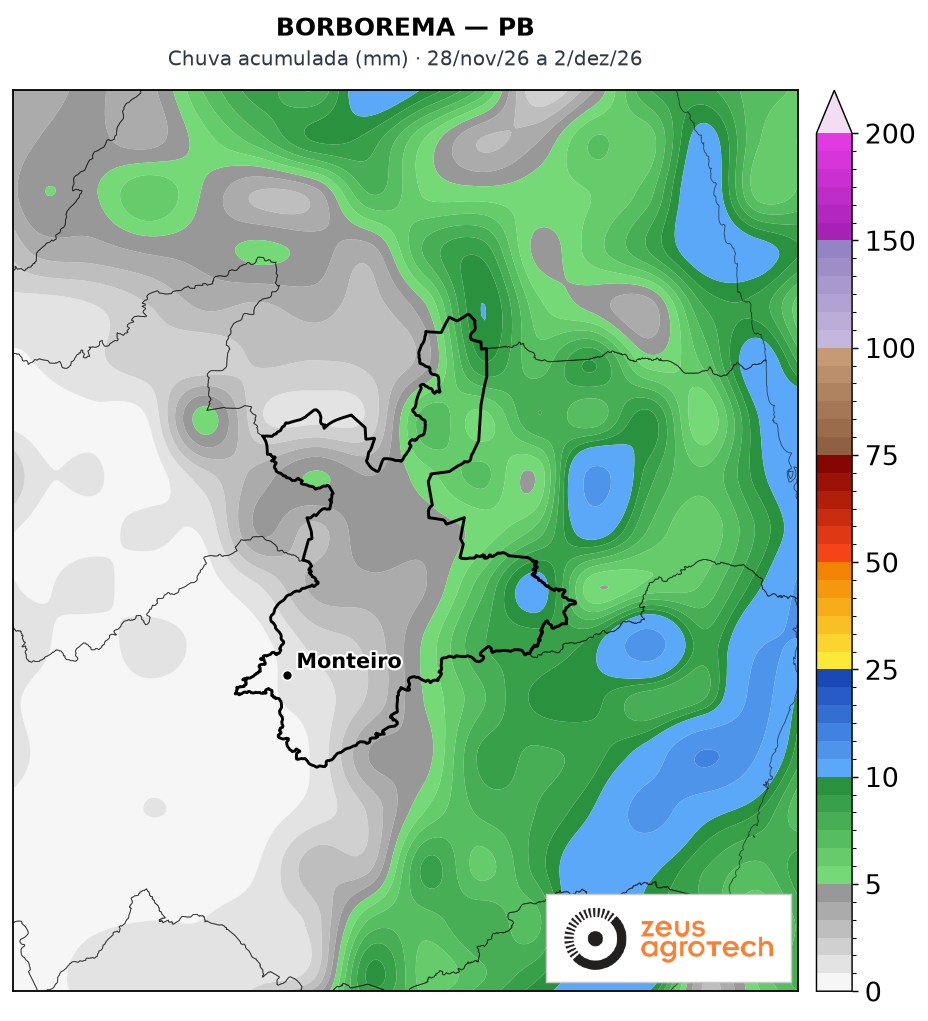 BORBOREMA — PB
Chuva acumulada (mm) · 28/nov/26 a 2/dez/26
200
150
100
75
50
25
10
5
0
Monteiro
zeus
agrotech